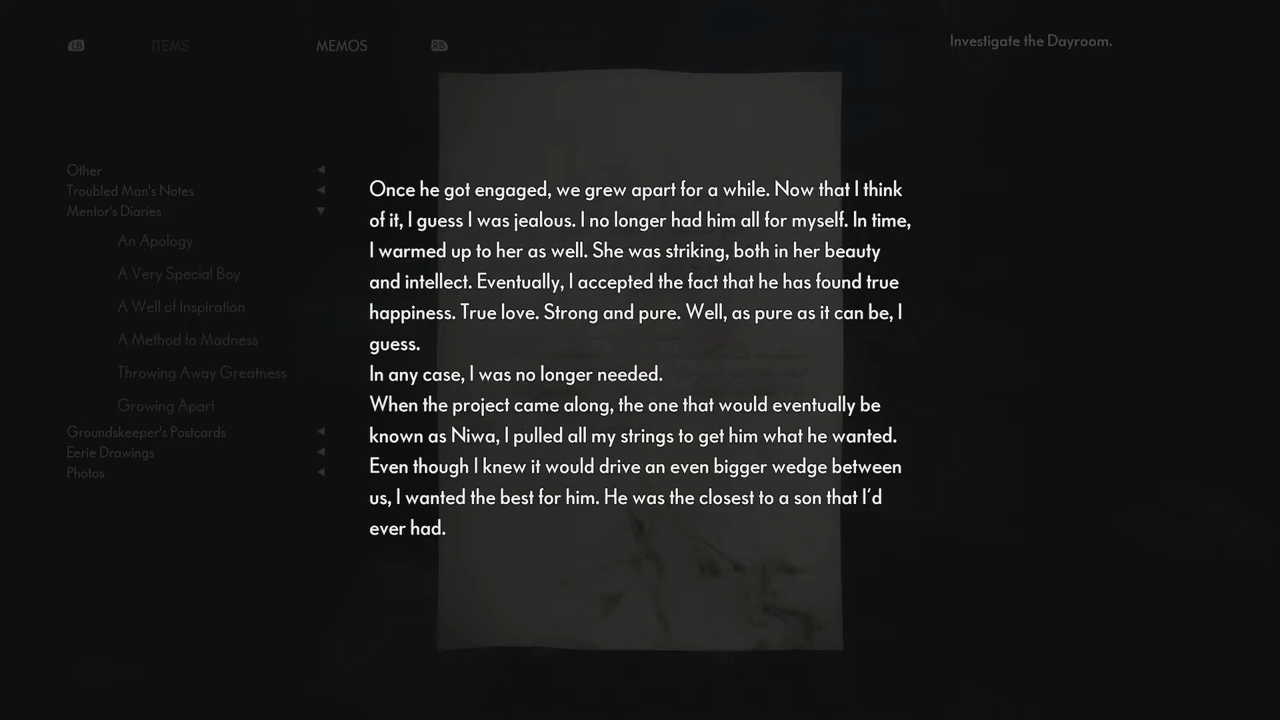 LB
ITEMS
MEMOS
RB
Investigate the Dayroom.
Other
Troubled Man's Notes
Mentor's Diaries
An Apology
A Very Special Boy
A Well of Inspiration
A Method to Madness
Throwing Away Greatness
Growing Apart
Groundskeeper's Postcards
Eerie Drawings
Photos
Once he got engaged, we grew apart for a while. Now that I think
of it, I guess I was jealous. I no longer had him all for myself. In time,
I warmed up to her as well. She was striking, both in her beauty
and intellect. Eventually, I accepted the fact that he has found true
happiness. True love. Strong and pure. Well, as pure as it can be, I
guess.
In any case, I was no longer needed.
When the project came along, the one that would eventually be
known as Niwa, I pulled all my strings to get him what he wanted.
Even though I knew it would drive an even bigger wedge between
us, I wanted the best for him. He was the closest to a son that I'd
ever had.